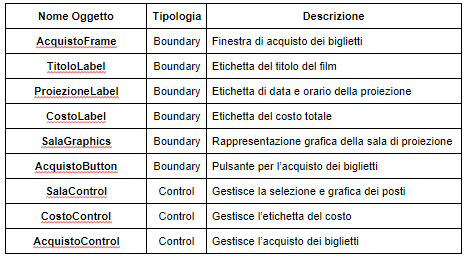 Nome Oggetto Tipologia Descrizione
AcquistoFrame Boundary Finestra di acquisto dei biglietti
TitoloLabel Boundary Etichetta del titolo del film
ProiezioneLabel Boundary Etichetta di data e orario della proiezione
CostoLabel Boundary Etichetta del costo totale
SalaGraphics Boundary Rappresentazione grafica della sala di proiezione
AcquistoButton Boundary Pulsante per l'acquisto dei biglietti
SalaControl Control Gestisce la selezione e grafica dei posti
CostoControl Control Gestisce l'etichetta del costo
AcquistoControl Control Gestisce l'acquisto dei biglietti